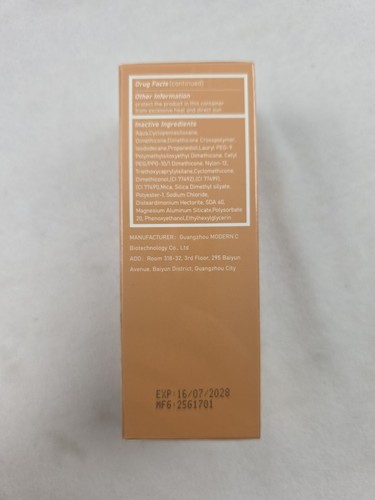 Drug Facts (continued)
Other information
protect the product in this container
from excessive heat and direct sun
Inactive Ingredients
Aqua,Cyclopentasiloxane,
Dimethicone,Dimethicone Crosspolymer,
Isododecane,Propanediol,Lauryl PEG-9
Polydimethylsiloxyethyl Dimethicone, Cetyl
PEG/PPG-10/1 Dimethicone, Nylon-12,
Triethoxycaprylylsilane,Cyclomethicone,
Dimethiconol,(CI 77492),(CI 77499),
(CI 77491),Mica, Silica Dimethyl silylate,
Polyester-1, Sodium Chloride,
Disteardimonium Hectorite, SDA 40,
Magnesium Aluminum Silicate,Polysorbate
20, Phenoxyethanol,Ethylhexylglycerin
MANUFACTURER: Guangzhou MODERN.C
Biotechnology Co., Ltd
ADD: Room 316-32, 3rd Floor, 295 Baiyun
Avenue, Baiyun District, Guangzhou City
EXP:16/07/2028
MFG:25G1701